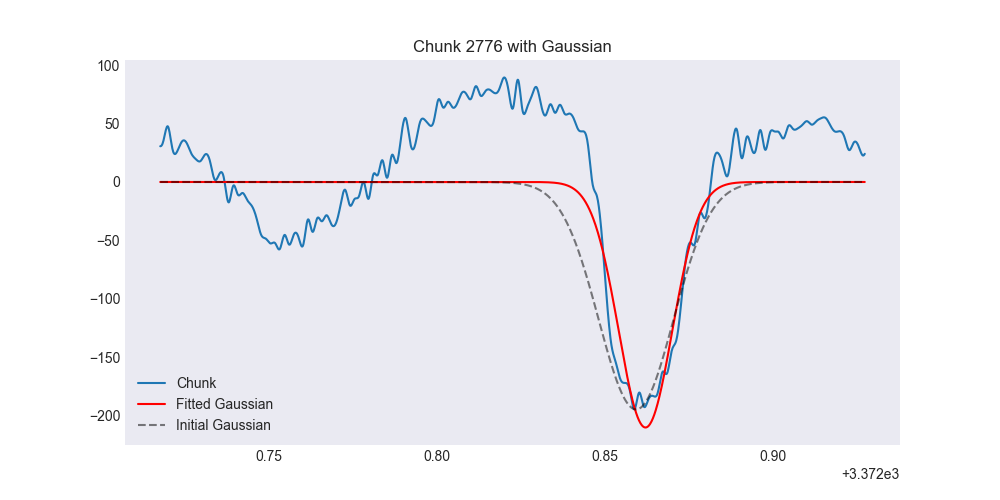 Chunk 2776 with Gaussian
100
50
0
−50
−100
−150
−200
Chunk
Fitted Gaussian
Initial Gaussian
0.75 0.80 0.85 0.90
+3.372e3